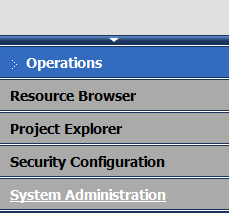 Operations
Resource Browser
Project Explorer
Security Configuration
System Administration